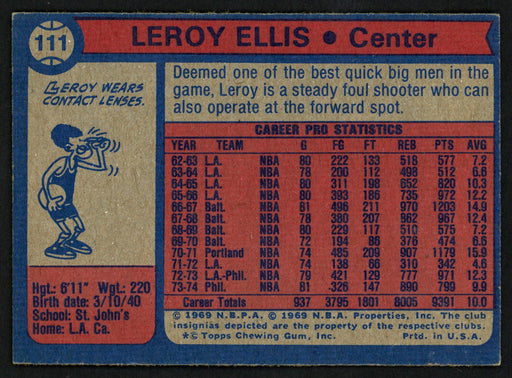 111
LEROY ELLIS • Center
LEROY WEARS
CONTACT LENSES.
Deemed one of the best quick big men in the
game, Leroy is a steady foul shooter who can
also operate at the forward spot.
CAREER PRO STATISTICS
YEAR TEAM G FG FT REB PTS AVG
62-63 L.A. NBA 80 222 133 518 577 7.2
63-64 L.A. NBA 78 200 112 498 512 6.6
64-65 L.A. NBA 80 311 198 652 820 10.3
65-66 L.A. NBA 80 393 186 735 972 12.2
66-67 Balt. NBA 81 496 211 970 1203 14.9
67-68 Balt. NBA 78 380 207 862 967 12.4
68-69 Balt. NBA 80 229 117 510 575 7.2
69-70 Balt. NBA 72 194 86 376 474 6.6
70-71 Portland NBA 74 485 209 907 1179 15.9
71-72 L.A. NBA 74 138 66 342 4.6
72-73 L.A.-Phil. NBA 79 421 129 777 971 12.3
73-74 Phil. NBA 81 326 147 790 799 9.9
Career Totals 937 3795 1801 8005 9391 10.0
Hgt: 6'11" Wgt: 220
Birth date: 3/10/40
School: St. John's
Home: L.A. Ca.
© 1969 N.B.P.A. © 1969 N.B.A. Properties, Inc. The club
insignias depicted are the property of the respective clubs.
*© Topps Chewing Gum, Inc. Prtd. in U.S.A.